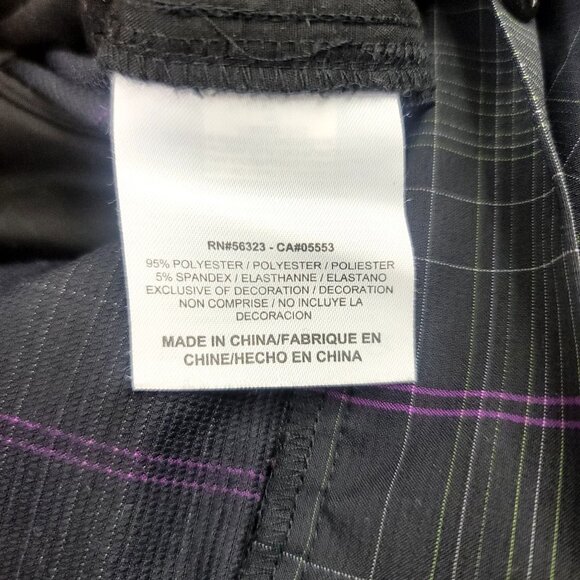 RN#56323 - CA#05553
95% POLYESTER / POLYESTER / POLIESTER
5% SPANDEX / ELASTHANNE / ELASTANO
EXCLUSIVE OF DECORATION / DECORATION
NON COMPRISE / NO INCLUYE LA
DECORACION
MADE IN CHINA/FABRIQUE EN
CHINE/HECHO EN CHINA